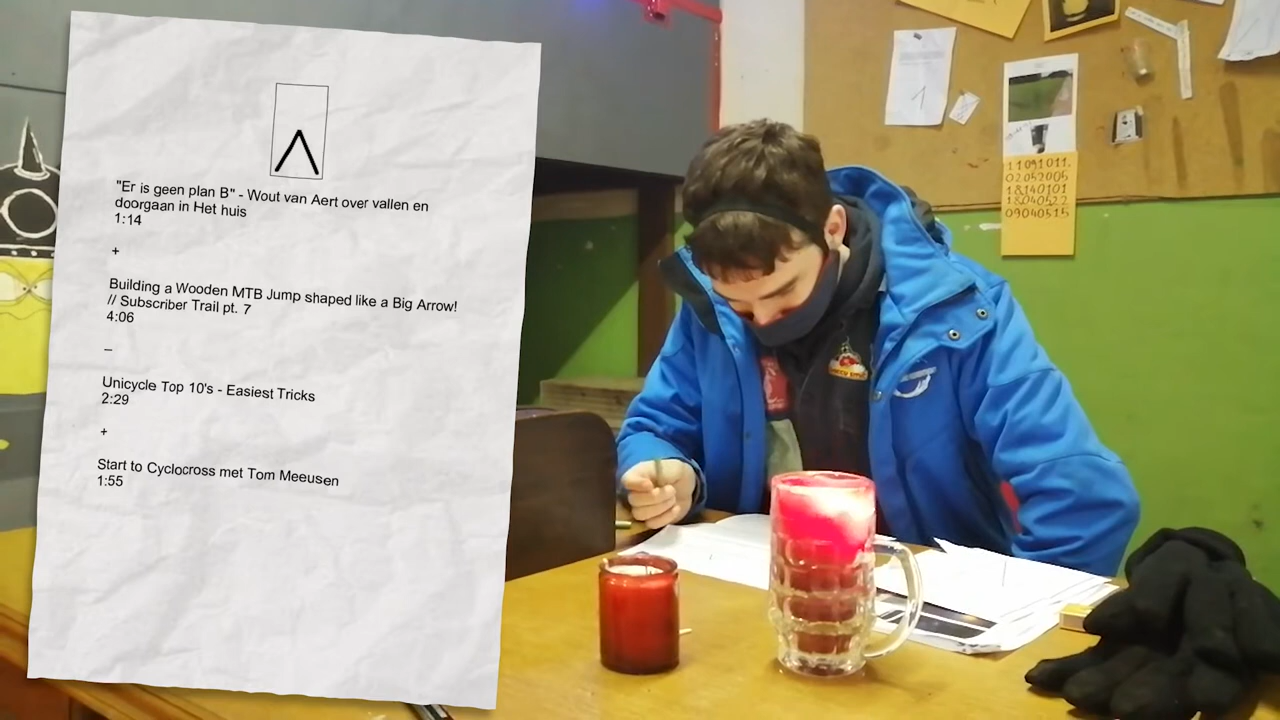 "Er is geen plan B" - Wout van Aert over vallen en
doorgaan in Het huis
1:14
+
Building a Wooden MTB Jump shaped like a Big Arrow!
// Subscriber Trail pt. 7
4:06
–
Unicycle Top 10's - Easiest Tricks
2:29
+
Start to Cyclocross met Tom Meeusen
1:55
11091011.
02052005
18140101
18040522
09040515